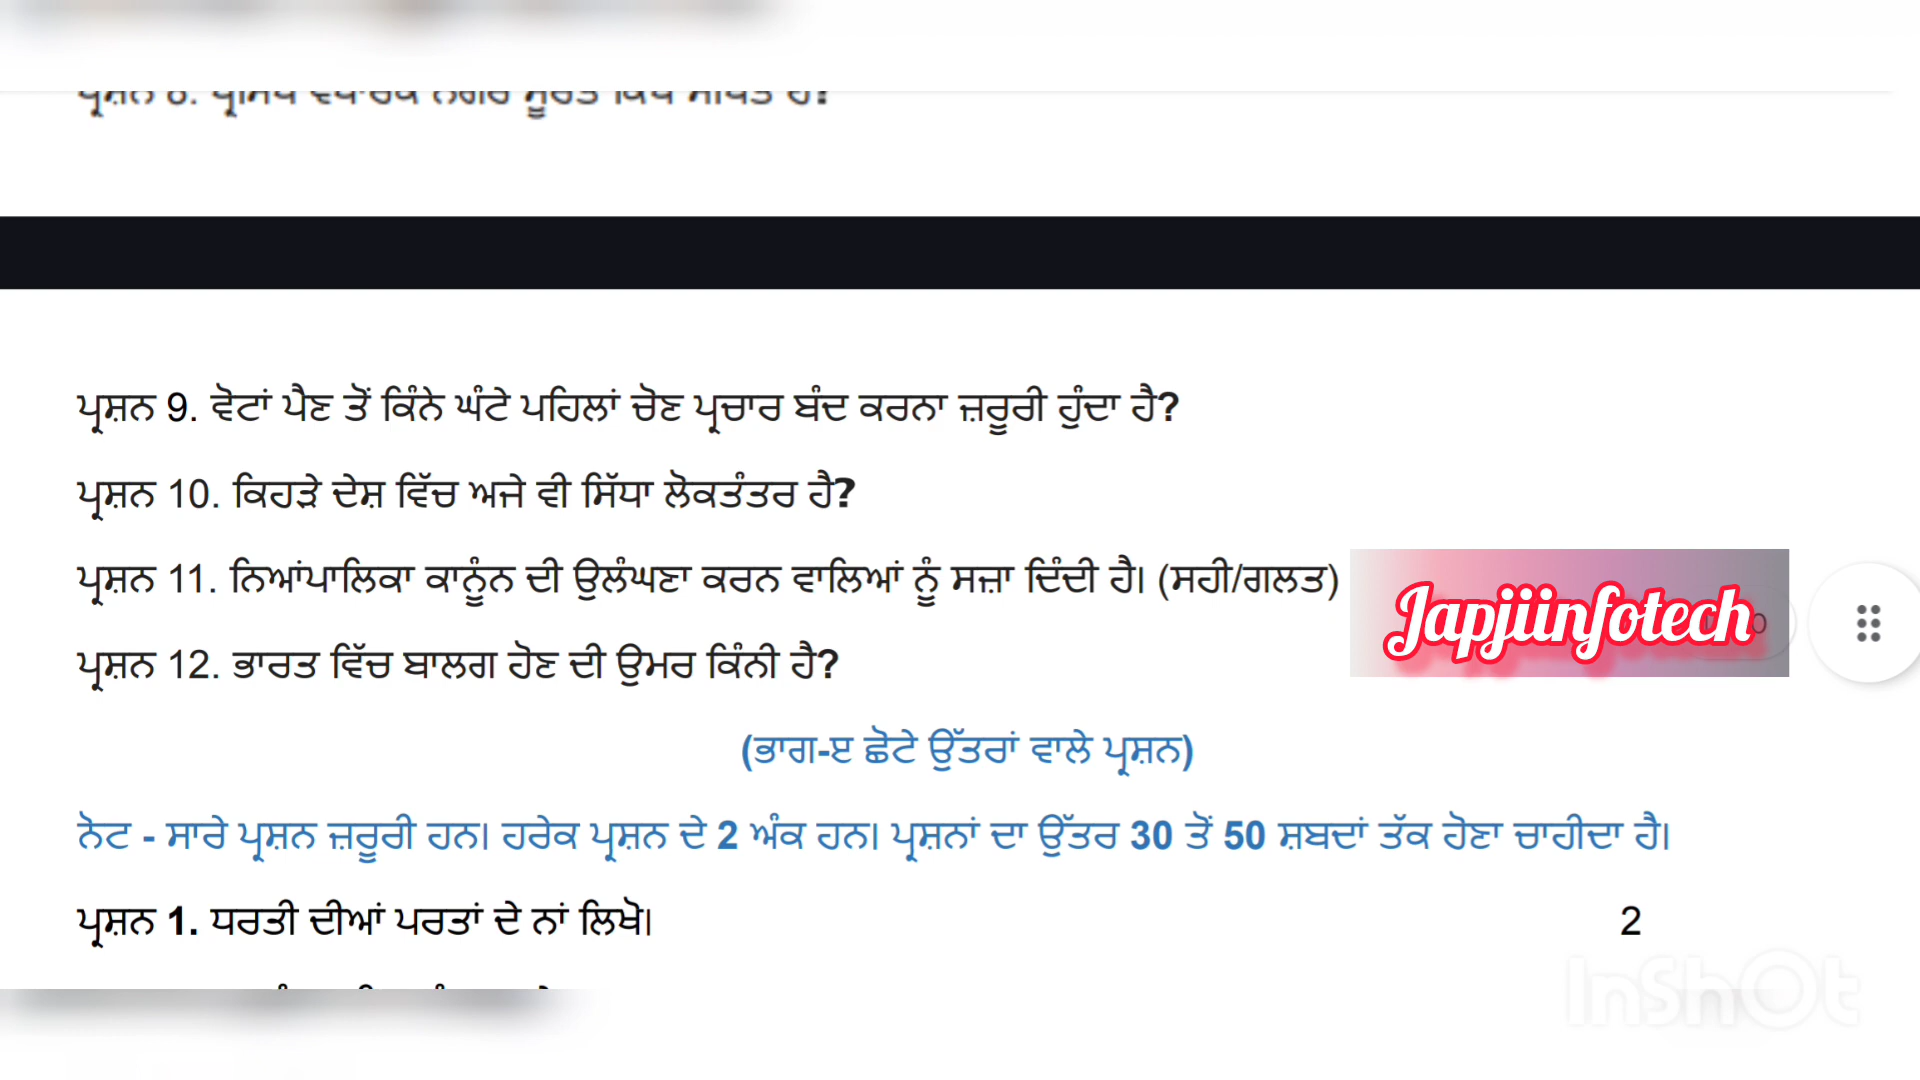 ਪ੍ਰਸ਼ਨ 9. ਵੋਟਾਂ ਪੈਣ ਤੋਂ ਕਿੰਨੇ ਘੰਟੇ ਪਹਿਲਾਂ ਚੋਣ ਪ੍ਰਚਾਰ ਬੰਦ ਕਰਨਾ ਜ਼ਰੂਰੀ ਹੁੰਦਾ ਹੈ?
ਪ੍ਰਸ਼ਨ 10. ਕਿਹੜੇ ਦੇਸ਼ ਵਿੱਚ ਅਜੇ ਵੀ ਸਿੱਧਾ ਲੋਕਤੰਤਰ ਹੈ?
ਪ੍ਰਸ਼ਨ 11. ਨਿਆਂਪਾਲਿਕਾ ਕਾਨੂੰਨ ਦੀ ਉਲੰਘਣਾ ਕਰਨ ਵਾਲਿਆਂ ਨੂੰ ਸਜ਼ਾ ਦਿੰਦੀ ਹੈ। (ਸਹੀ/ਗਲਤ)
Japjiinfotech
ਪ੍ਰਸ਼ਨ 12. ਭਾਰਤ ਵਿੱਚ ਬਾਲਗ ਹੋਣ ਦੀ ਉਮਰ ਕਿੰਨੀ ਹੈ?
(ਭਾਗ-ੲ ਛੋਟੇ ਉੱਤਰਾਂ ਵਾਲੇ ਪ੍ਰਸ਼ਨ)
ਨੋਟ - ਸਾਰੇ ਪ੍ਰਸ਼ਨ ਜ਼ਰੂਰੀ ਹਨ। ਹਰੇਕ ਪ੍ਰਸ਼ਨ ਦੇ 2 ਅੰਕ ਹਨ। ਪ੍ਰਸ਼ਨਾਂ ਦਾ ਉੱਤਰ 30 ਤੋਂ 50 ਸ਼ਬਦਾਂ ਤੱਕ ਹੋਣਾ ਚਾਹੀਦਾ ਹੈ।
ਪ੍ਰਸ਼ਨ 1. ਧਰਤੀ ਦੀਆਂ ਪਰਤਾਂ ਦੇ ਨਾਂ ਲਿਖੋ। 2
InShOt